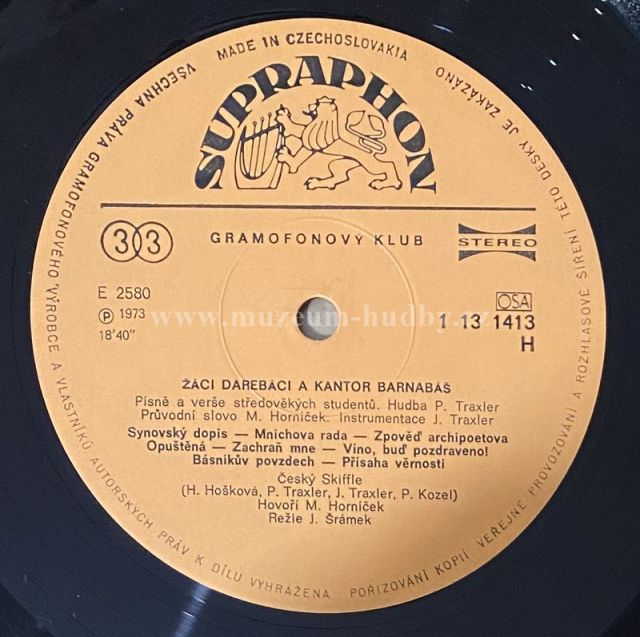 MADE IN CZECHOSLOVAKIA
SUPRAPHON
VŠECHNA PRÁVA GRAMOFONOVÉHO VÝROBCE A VLASTNÍKŮ AUTORSKÝCH PRÁV K DÍLU VYHRAŽENA
POŘIZOVÁNÍ KOPIÍ VEŘEJNÉ PROVOZOVÁNÍ A ROZHLASOVÉ ŠÍŘENÍ TÉTO DESKY JE ZAKÁZÁNO
33 GRAMOFONOVÝ KLUB STEREO
E 2580
Ⓟ 1973
18'40"
OSA
1 13 1413
H
www.muzeum-hudby.cz
ŽÁCI DAREBÁCI A KANTOR BARNABÁŠ
Písně a verše středověkých studentů. Hudba P. Traxler
Průvodní slovo M. Horníček. Instrumentace J. Traxler
Synovský dopis — Mnichova rada — Zpověď archipoetova
Opuštěná — Zachraň mne — Vino, buď pozdraveno!
Básníkův povzdech — Přísaha věrnosti
Český Skiffle
(H. Hošková, P. Traxler, J. Traxler, P. Kozel)
Hovoří M. Horníček
Režie J. Šrámek